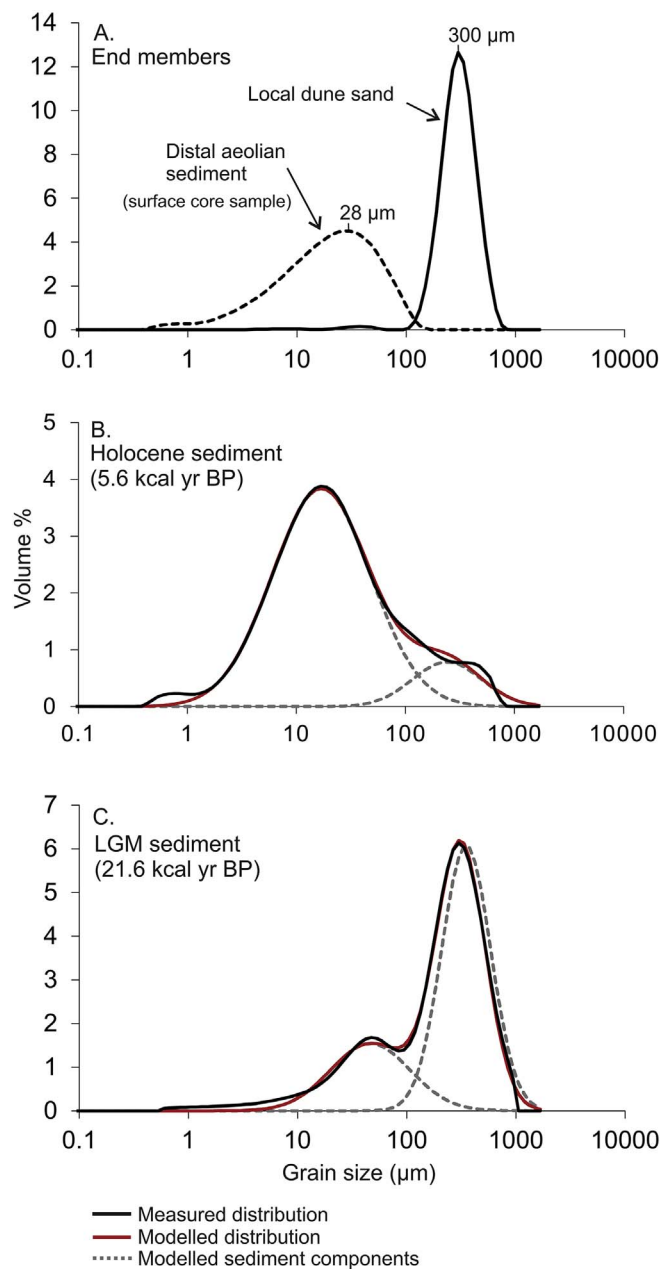 A.
End members
300 µm
Local dune sand
Distal aeolian
sediment
(surface core sample)
28 µm
14
12
10
8
6
4
2
0
0.1 1 10 100 1000 10000
B.
Holocene sediment
(5.6 kcal yr BP)
Volume %
5
4
3
2
1
0
0.1 1 10 100 1000 10000
C.
LGM sediment
(21.6 kcal yr BP)
7
6
5
4
3
2
1
0
0.1 1 10 100 1000 10000
Grain size (µm)
Measured distribution
Modelled distribution
Modelled sediment components